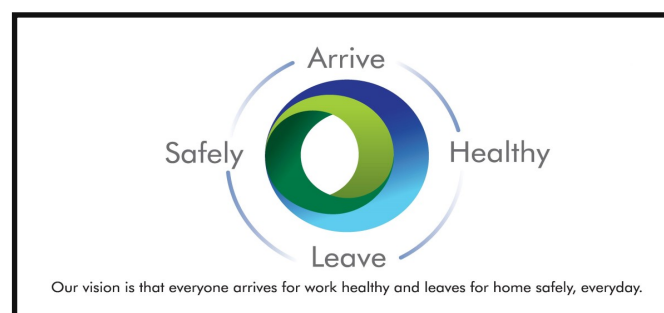 Arrive
Safely
Healthy
Leave
Our vision is that everyone arrives for work healthy and leaves for home safely, everyday.